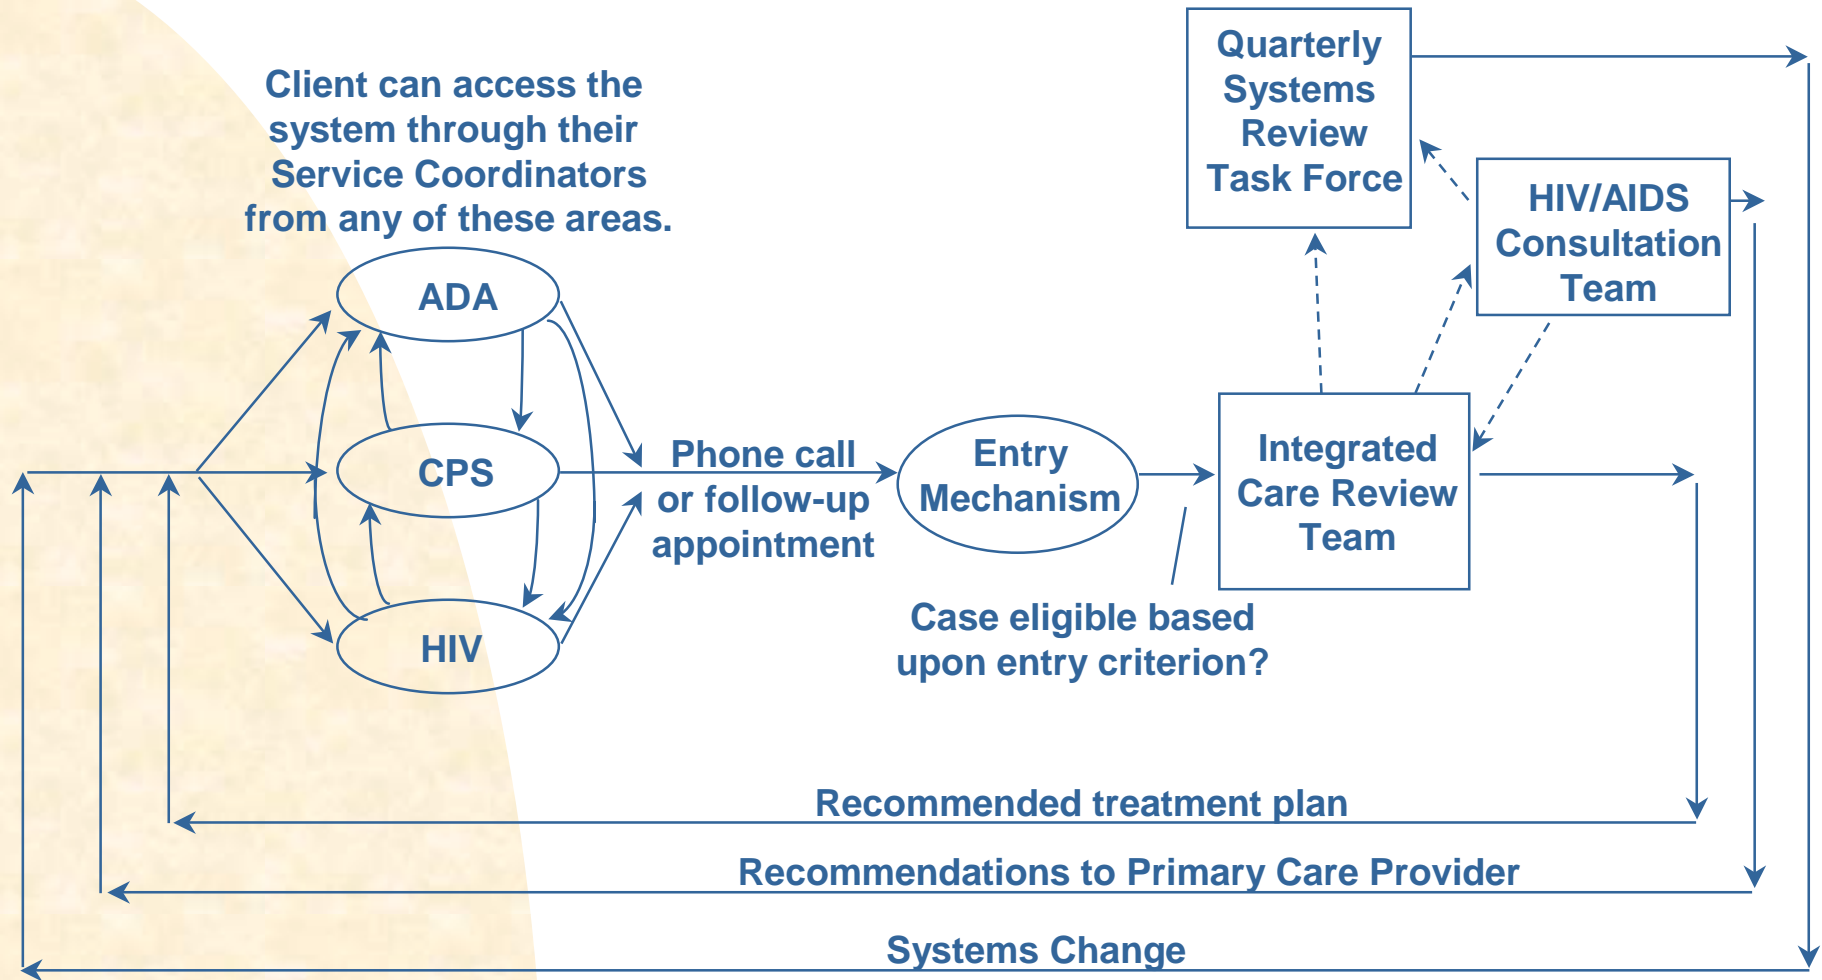 Client can access the
system through their
Service Coordinators
from any of these areas.
ADA
CPS
HIV
Phone call
or follow-up
appointment
Entry
Mechanism
Case eligible based
upon entry criterion?
Integrated
Care Review
Team
Quarterly
Systems
Review
Task Force
HIV/AIDS
Consultation
Team
Recommended treatment plan
Recommendations to Primary Care Provider
Systems Change